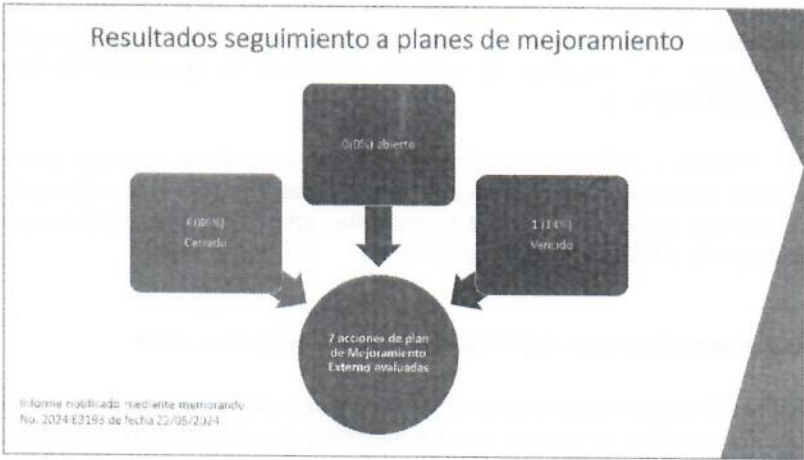 Resultados seguimiento a planes de mejoramiento
0(0%) abierto
6(86%)
Cerrado
1 (14%)
Vencido
7 acciones de plan
de Mejoramiento
Externo evaluadas
Informe notificado mediante memorando
No. 2024IE3193 de fecha 22/05/2024